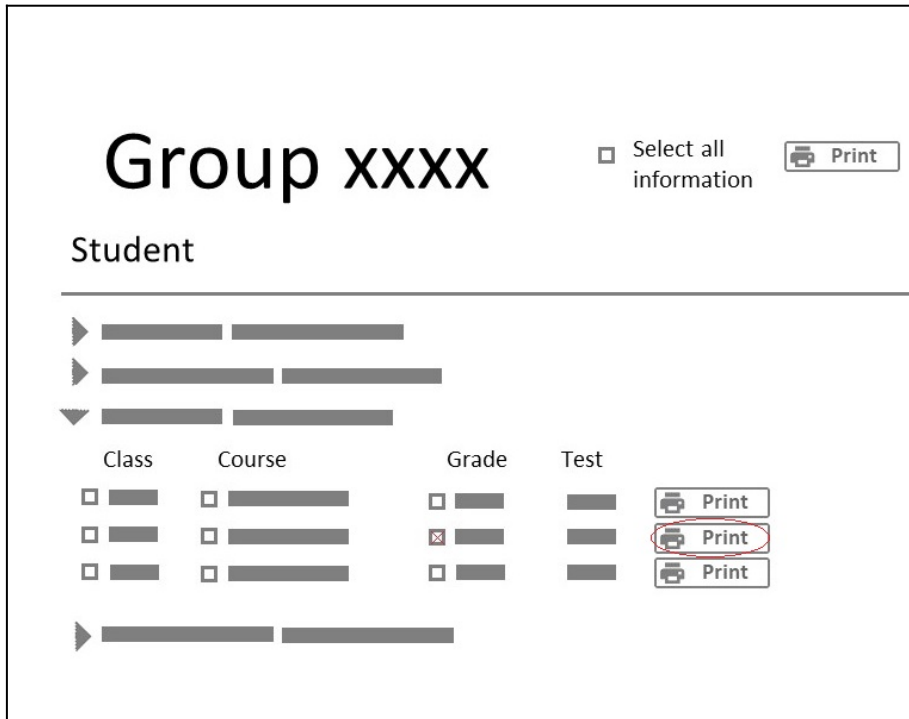 Group xxxx
Select all
information
Print
Student
Class Course Grade Test
Print
Print
Print